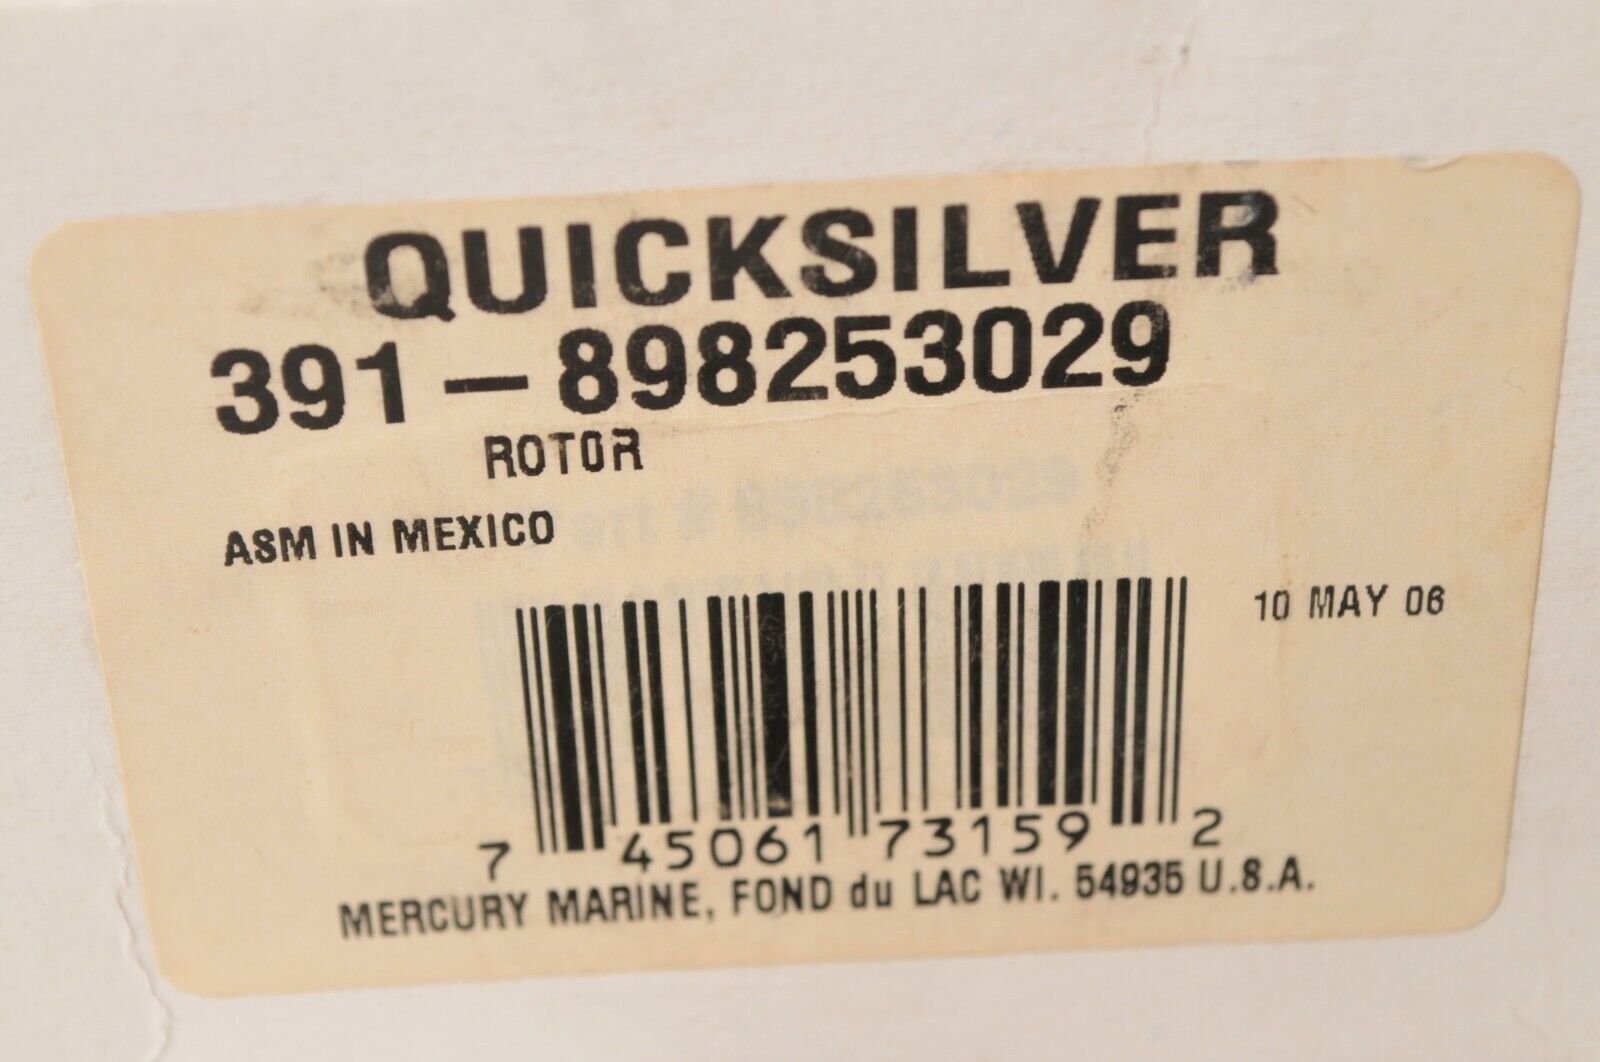 QUICKSILVER
391-898253029
ROTOR
ASM IN MEXICO
10 MAY 06
7 45061 73159 2
MERCURY MARINE, FOND du LAC WI. 54935 U.S.A.